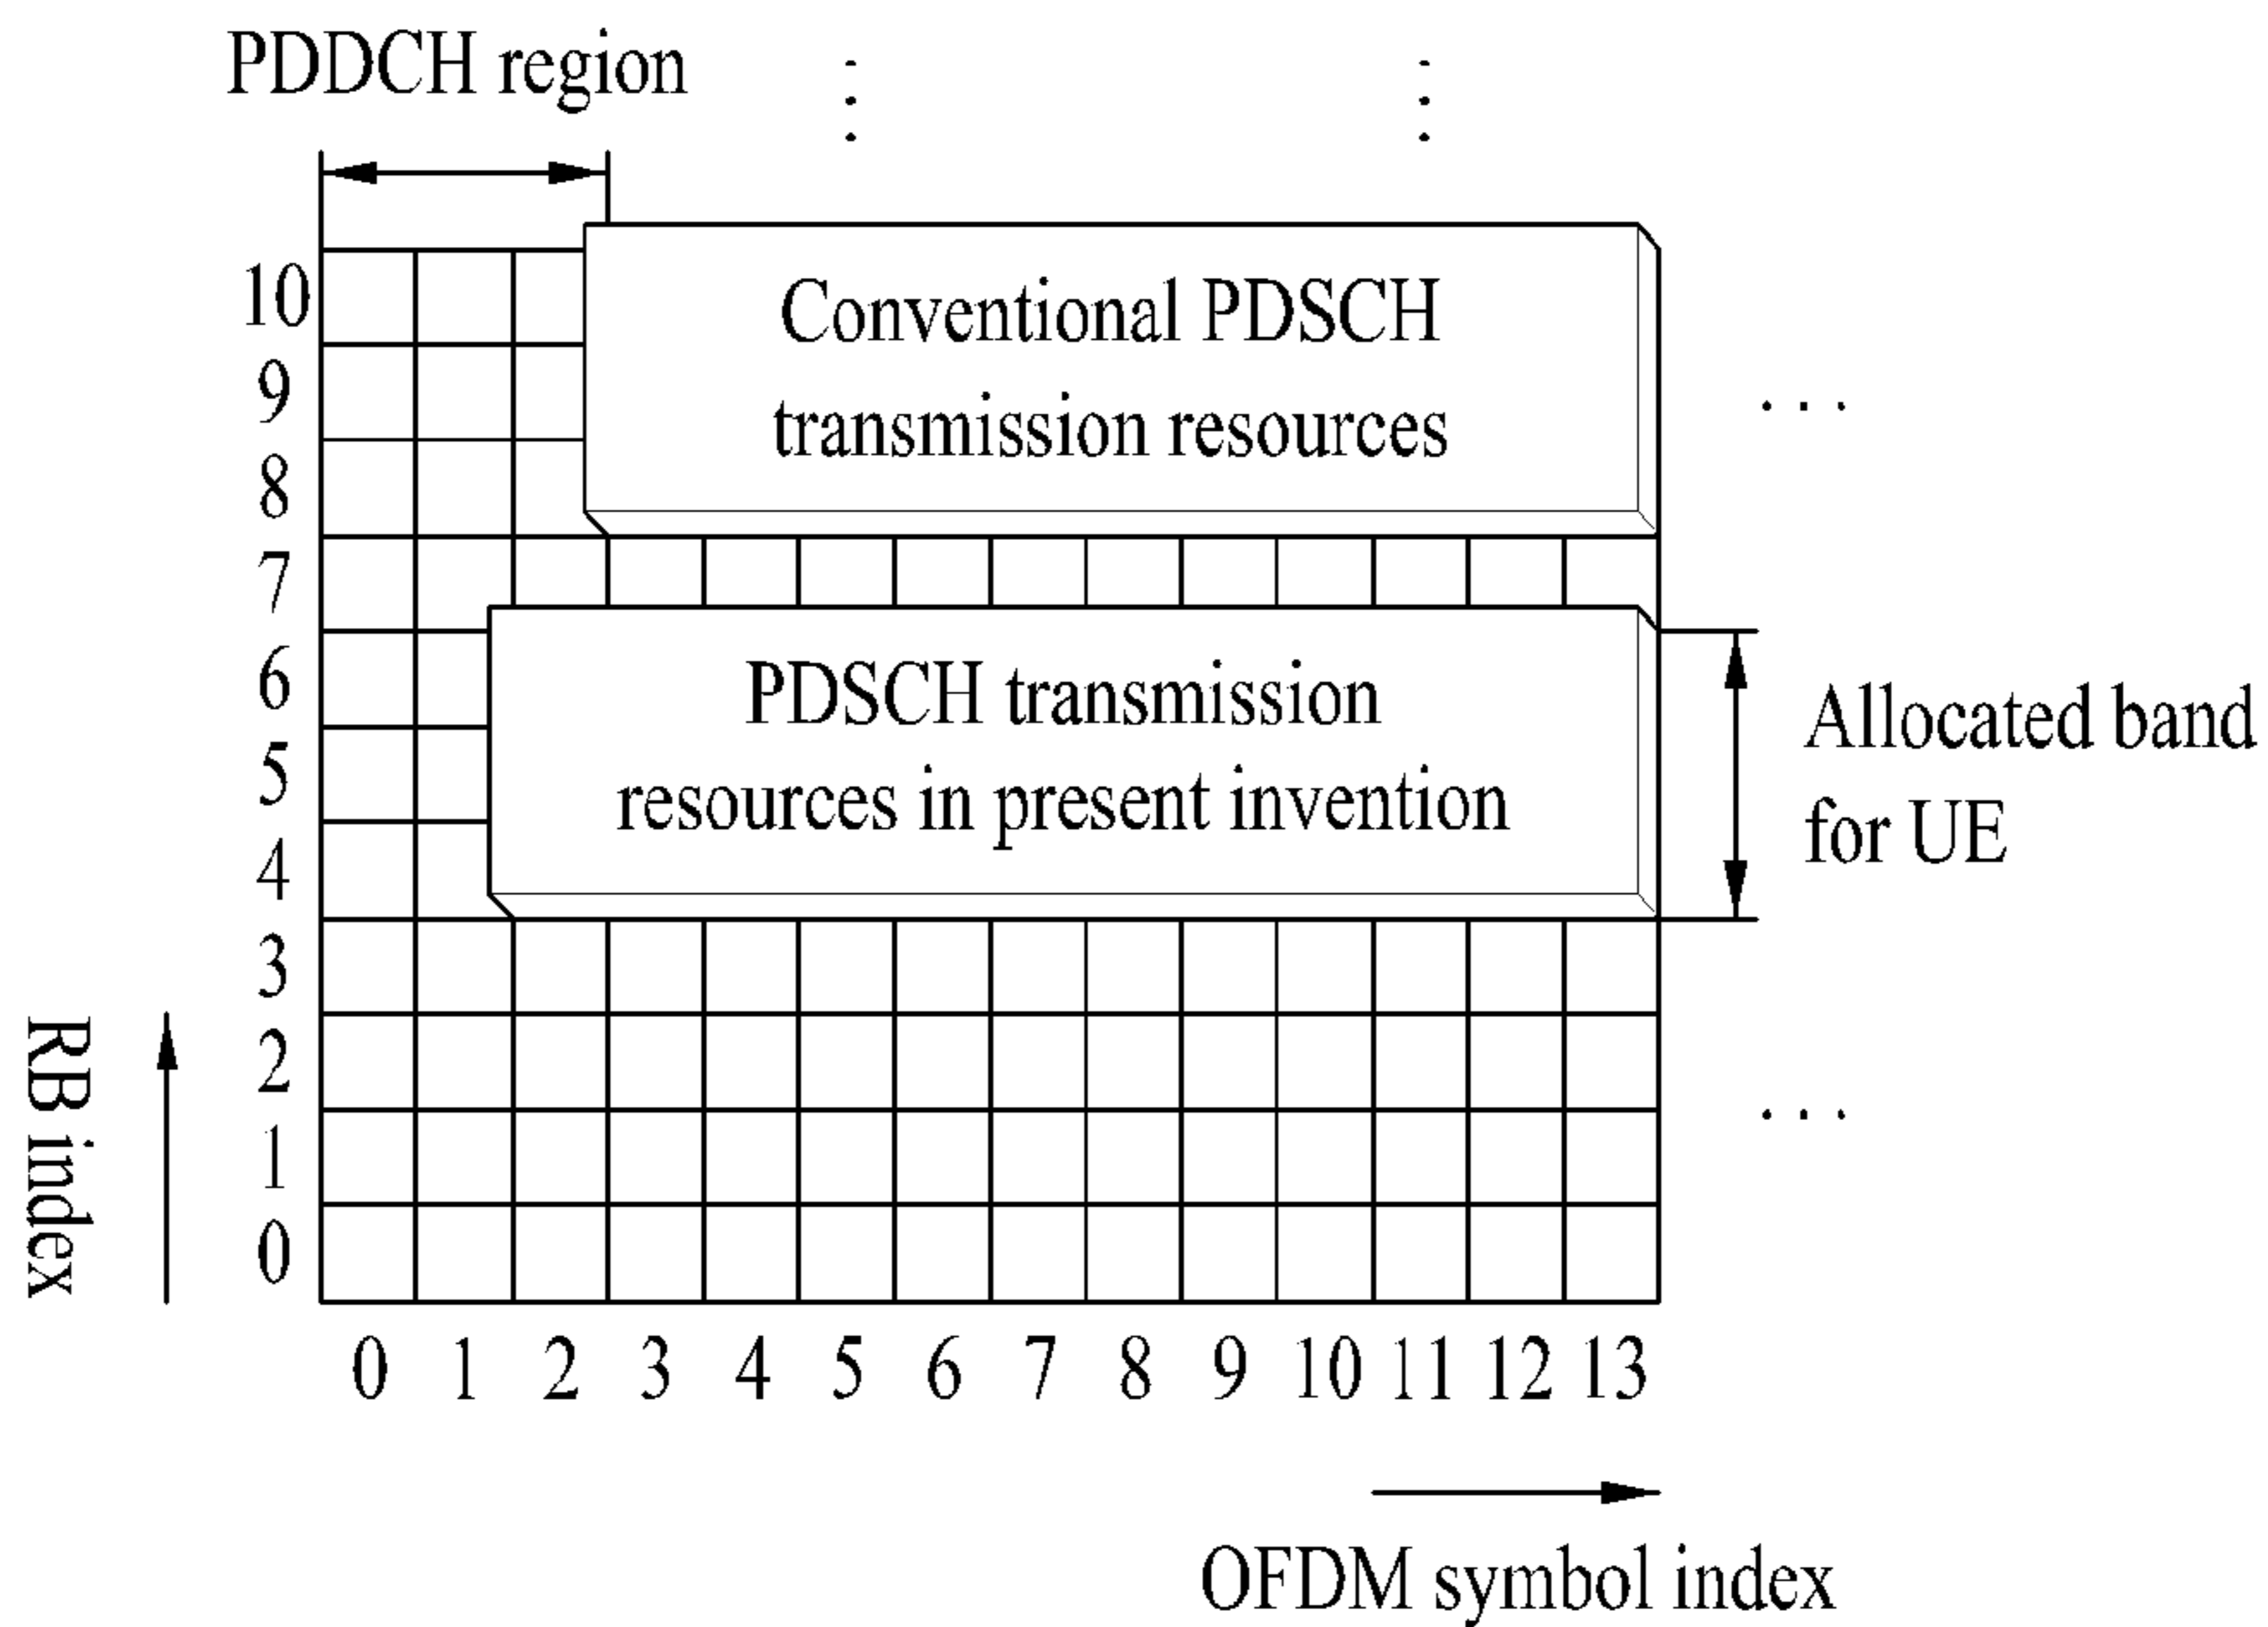 PDDCH region
⋮ ⋮
10
Conventional PDSCH
transmission resources
9
...
8
7
6
PDSCH transmission
resources in present invention
5
4
Allocated band
for UE
3
2
1
0
...
RB index
0 1 2 3 4 5 6 7 8 9 10 11 12 13
OFDM symbol index